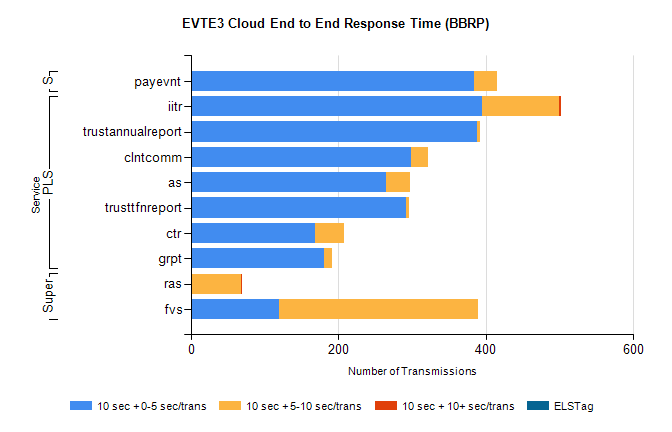 EVTE3 Cloud End to End Response Time (BBRP)
Service
S
PLS
Super
payevnt
iitr
trustannualreport
clntcomm
as
trusttfnreport
ctr
grpt
ras
fvs
0 200 400 600
Number of Transmissions
10 sec +0-5 sec/trans 10 sec +5-10 sec/trans 10 sec + 10+ sec/trans ELSTag